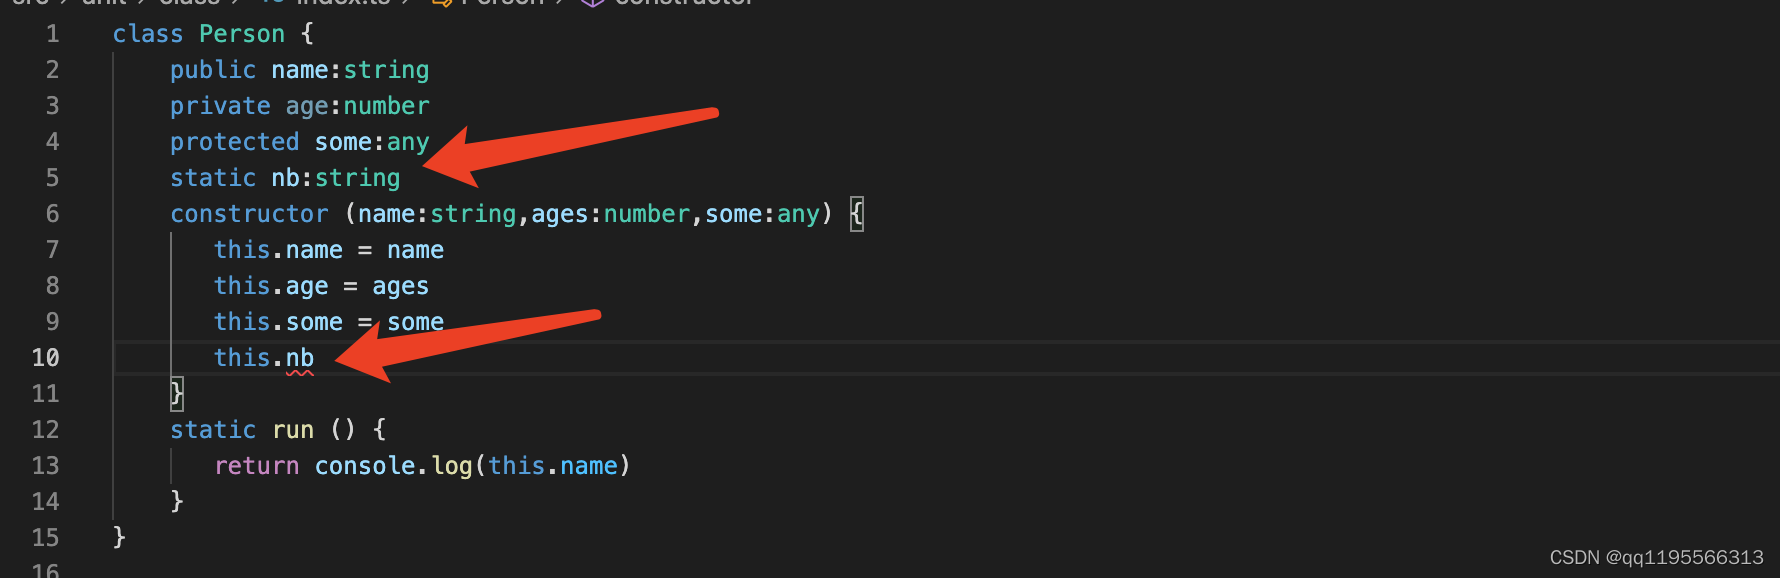 src > unit > class > index.ts > Person > constructor
1 class Person {
2 public name:string
3 private age:number
4 protected some:any
5 static nb:string
6 constructor (name:string,ages:number,some:any) {
7 this.name = name
8 this.age = ages
9 this.some = some
10 this.nb
11 }
12 static run () {
13 return console.log(this.name)
14 }
15 }
16
CSDN @qq1195566313